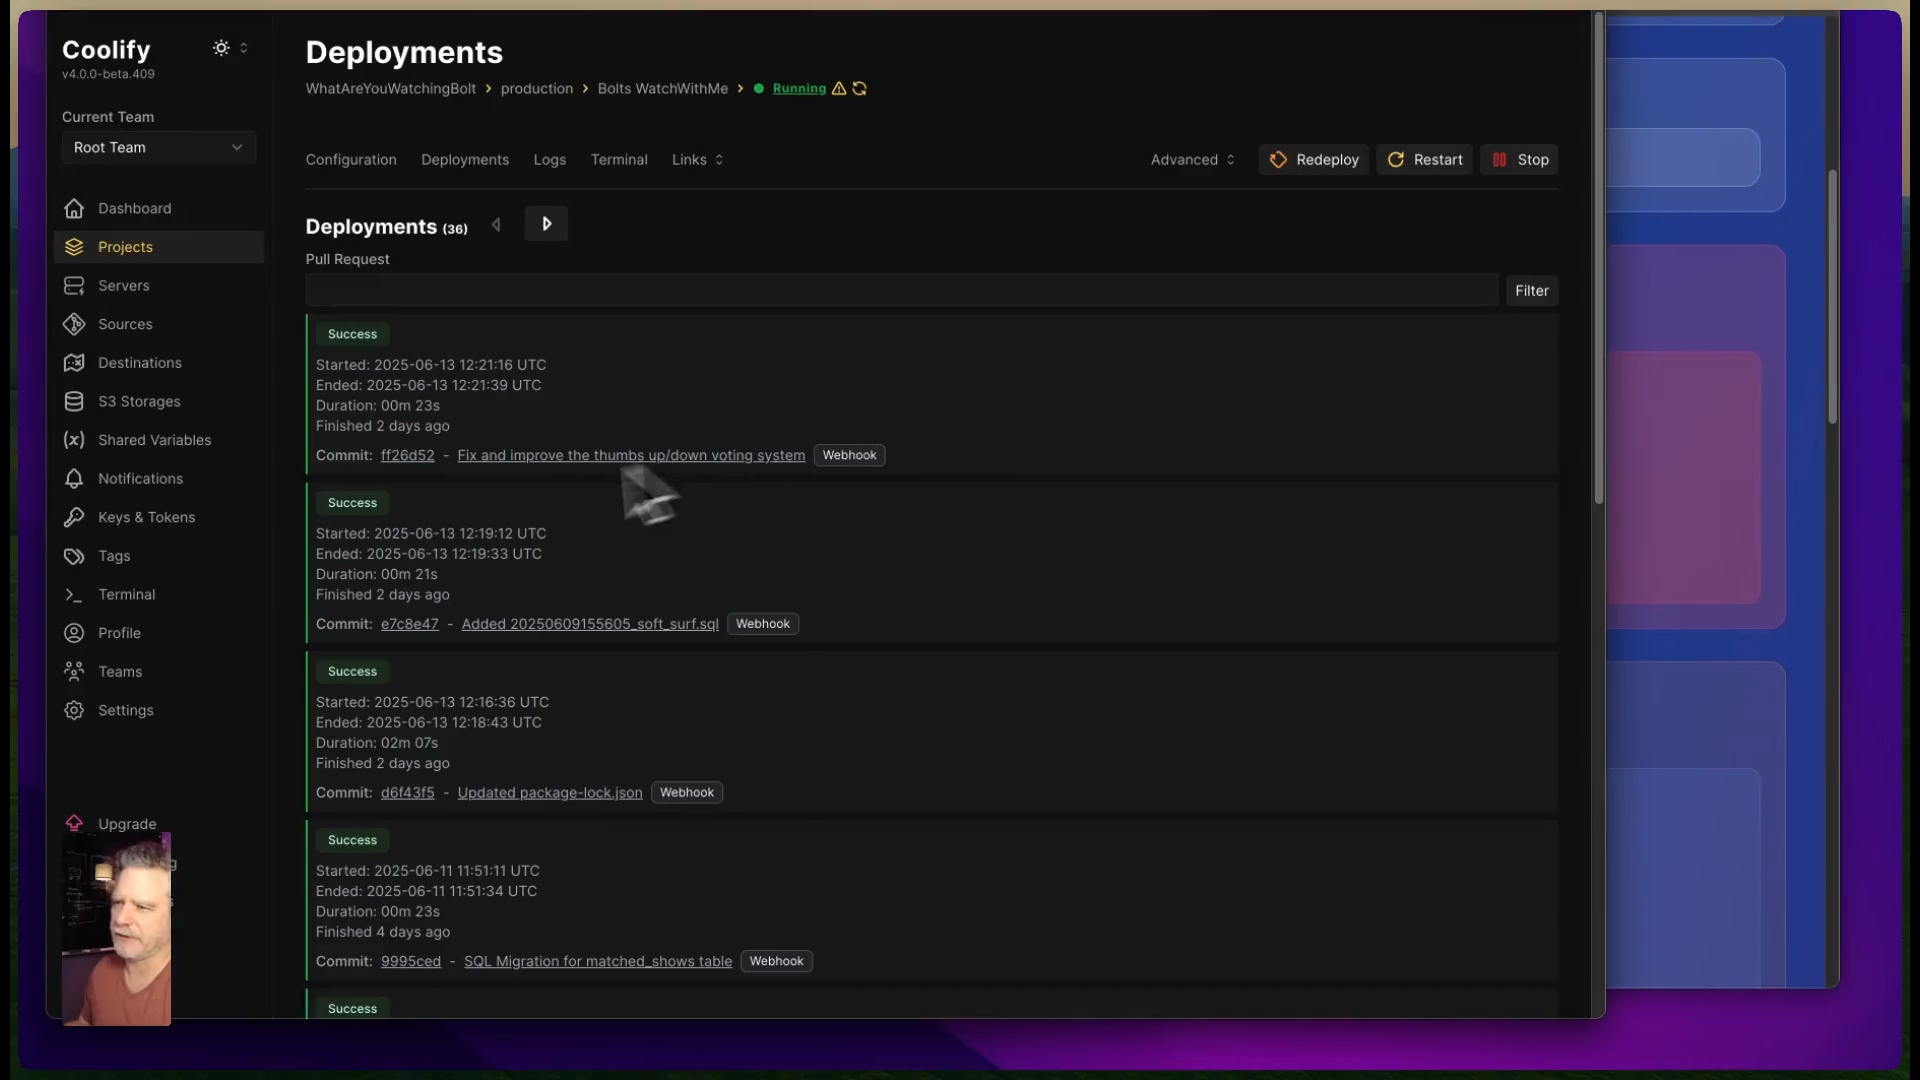 Coolify
v4.0.0-beta.409
Current Team
Root Team
Dashboard
Projects
Servers
Sources
Destinations
S3 Storages
Shared Variables
Notifications
Keys & Tokens
Tags
Terminal
Profile
Teams
Settings
Upgrade
Deployments
WhatAreYouWatchingBolt > production > Bolts WatchWithMe > Running
Configuration Deployments Logs Terminal Links Advanced Redeploy Restart Stop
Deployments (36)
Pull Request
Filter
Success
Started: 2025-06-13 12:21:16 UTC
Ended: 2025-06-13 12:21:39 UTC
Duration: 00m 23s
Finished 2 days ago
Commit: ff26d52 - Fix and improve the thumbs up/down voting system Webhook
Success
Started: 2025-06-13 12:19:12 UTC
Ended: 2025-06-13 12:19:33 UTC
Duration: 00m 21s
Finished 2 days ago
Commit: e7c8e47 - Added 20250609155605_soft_surf.sql Webhook
Success
Started: 2025-06-13 12:16:36 UTC
Ended: 2025-06-13 12:18:43 UTC
Duration: 02m 07s
Finished 2 days ago
Commit: d6f43f5 - Updated package-lock.json Webhook
Success
Started: 2025-06-11 11:51:11 UTC
Ended: 2025-06-11 11:51:34 UTC
Duration: 00m 23s
Finished 4 days ago
Commit: 9995ced - SQL Migration for matched_shows table Webhook
Success